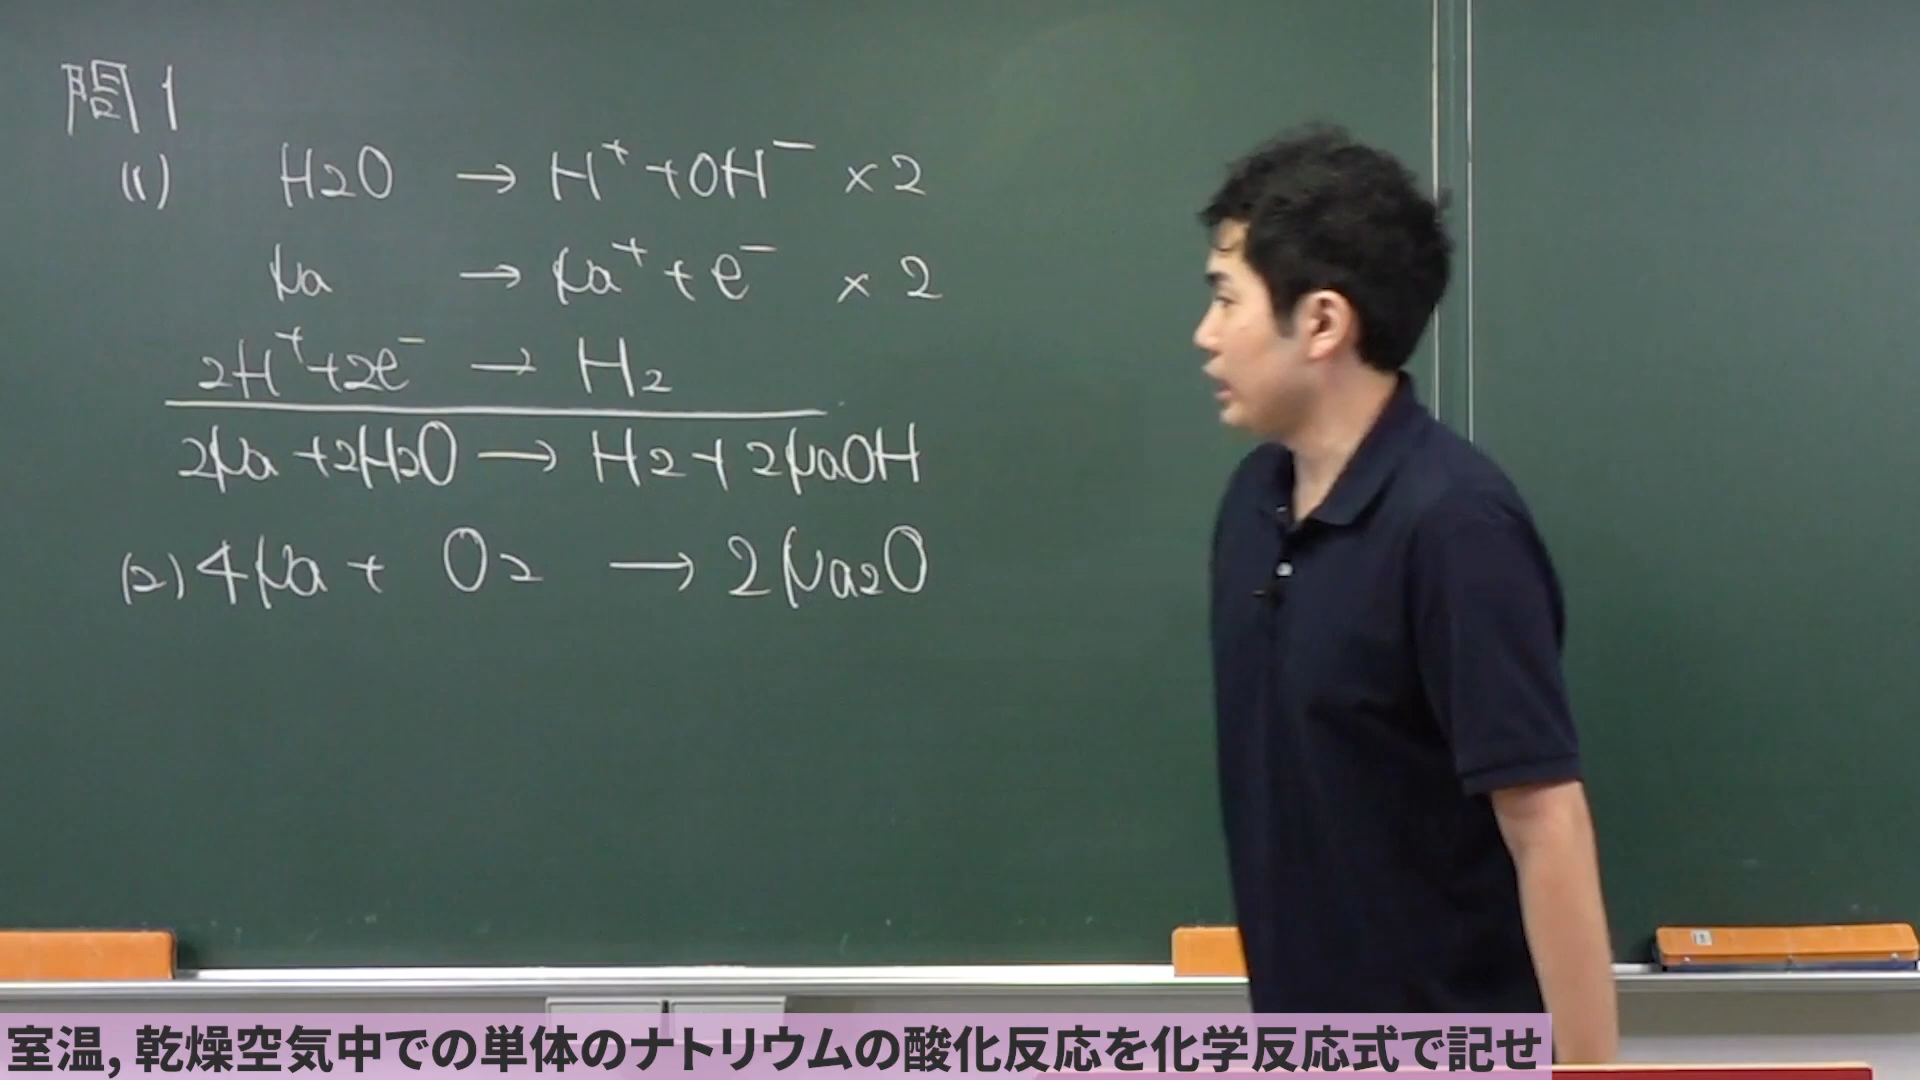 問1
(1) H2O → H⁺ + OH⁻ ×2
Na → Na⁺ + e⁻ ×2
2H⁺ + 2e⁻ → H2
2Na + 2H2O → H2 + 2NaOH
(2) 4Na + O2 → 2Na2O
室温, 乾燥空気中での単体のナトリウムの酸化反応を化学反応式で記せ